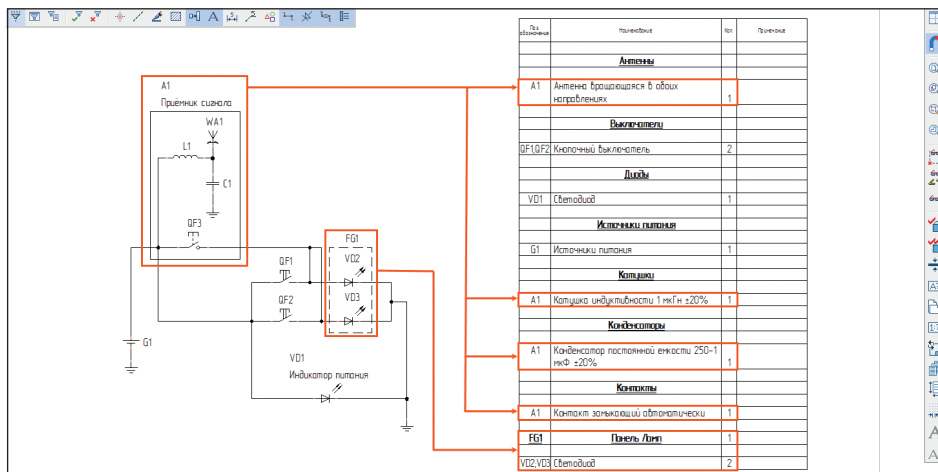 A1
Приёмник сигнала
WA1
L1
C1
QF3
FG1
VD2
QF1
VD3
QF2
G1
VD1
Индикатор питания
Поз. обозначение Наименование Кол. Примечание
Антенны
A1 Антенна вращающаяся в обоих
направлениях 1
Выключатели
QF1,QF2 Кнопочный выключатель 2
Диоды
VD1 Светодиод 1
Источники питания
G1 Источники питания 1
Катушки
A1 Катушка индуктивности 1 мкГн ±20% 1
Конденсаторы
A1 Конденсатор постоянной емкости 250-1
мкФ ±20% 1
Контакты
A1 Контакт замыкающий автоматически 1
FG1 Панель Ламп 1
VD2,VD3 Светодиод 2